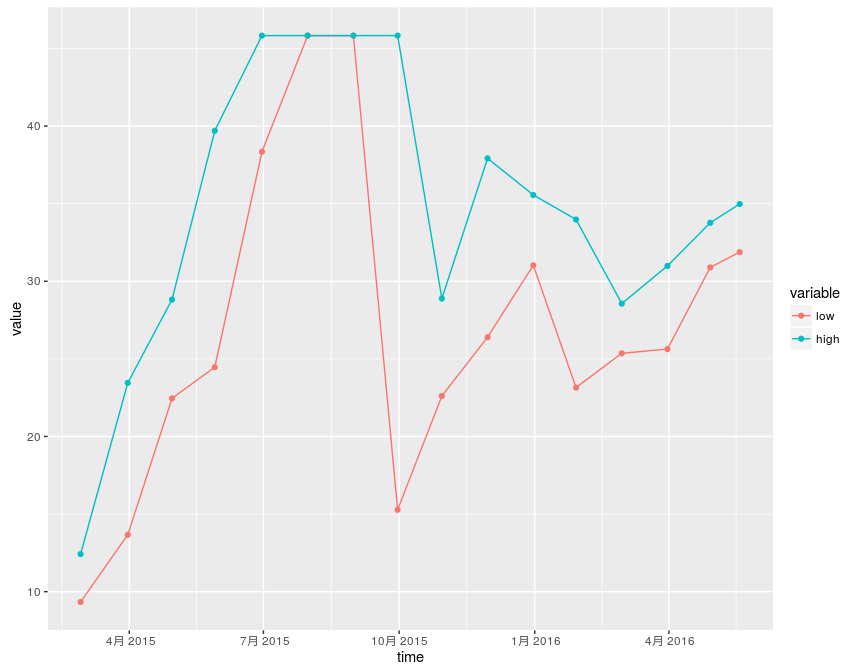 40
30
20
10
value
4月 2015
7月 2015
10月 2015
1月 2016
4月 2016
time
variable
low
high